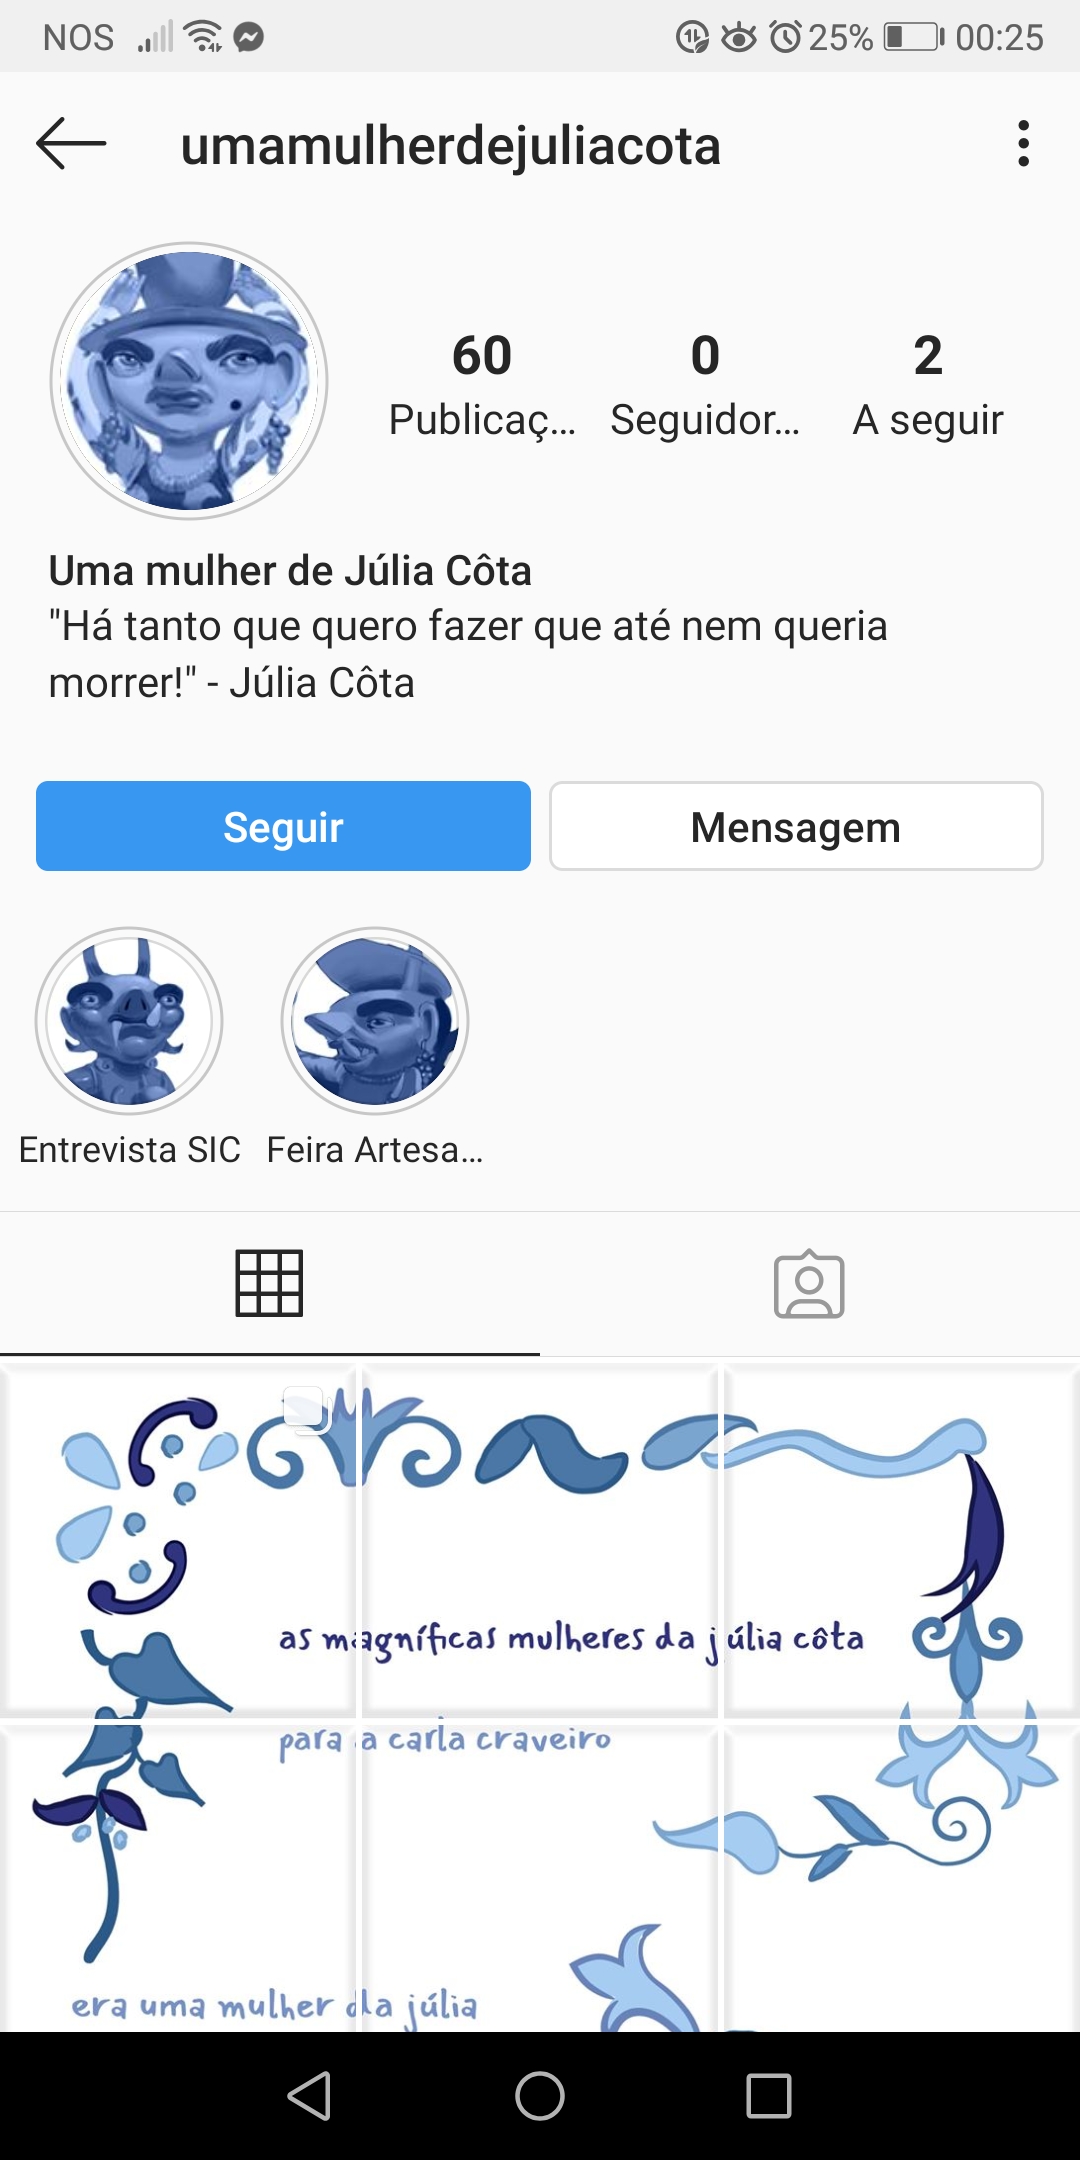 NOS 25% 00:25
umamulherdejuliacota
60 0 2
Publicaç... Seguidor... A seguir
Uma mulher de Júlia Côta
"Há tanto que quero fazer que até nem queria
morrer!" - Júlia Côta
Seguir Mensagem
Entrevista SIC Feira Artesa...
as magníficas mulheres da júlia côta
para a carla craveiro
era uma mulher da júlia